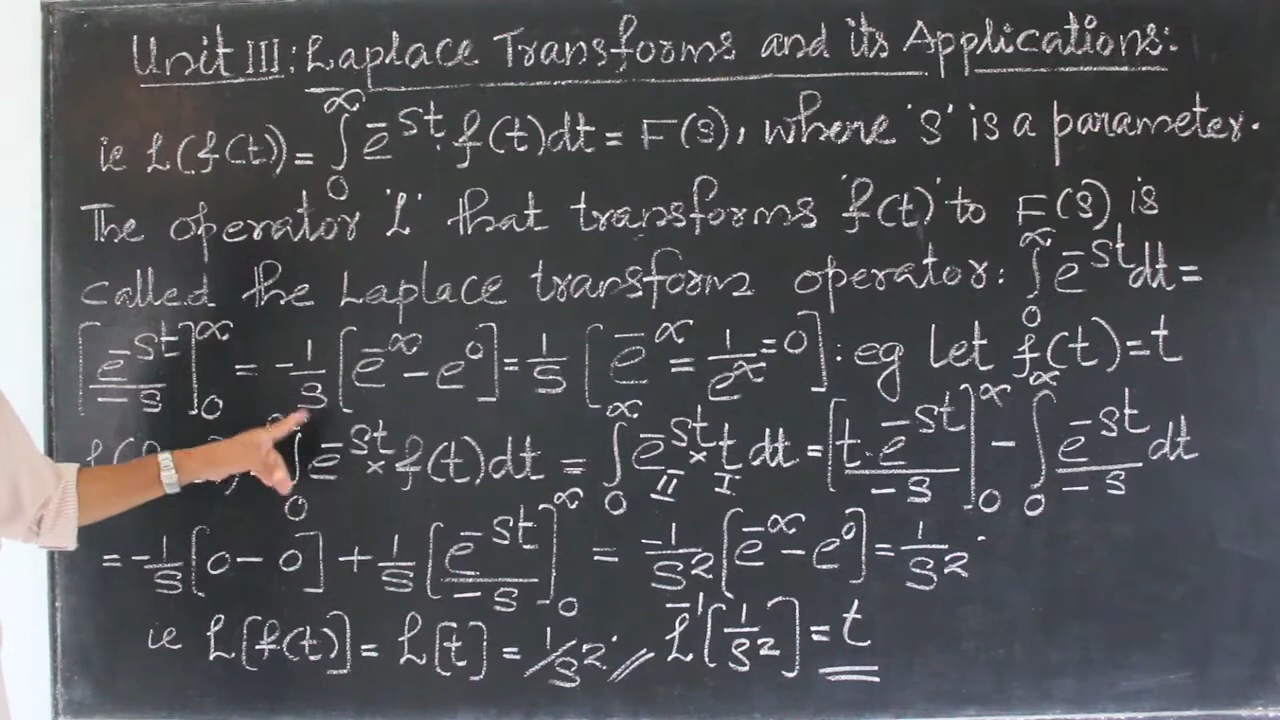 Unit III: Laplace Transforms and its Applications:
ie L(f(t)) = ∫₀^∞ e^-st . f(t)dt = F(s), where 's' is a parameter.
The operator 'L' that transforms 'f(t)' to F(s) is
called the Laplace transform operator: ∫₀^∞ e^-st dt =
[e^-st/-s]₀^∞ = -1/s [e^-∞ - e^0] = 1/s [e^-∞ = 1/e^∞ = 0] : eg Let f(t) = t
∫₀^∞ e^-st × f(t)dt = ∫₀^∞ e^-st × t dt = [t. e^-st/-s]₀^∞ - ∫₀^∞ e^-st/-s dt
II I
= -1/s [0 - 0] + 1/s [e^-st/-s]₀^∞ = -1/s² [e^-∞ - e^0] = 1/s².
ie L[f(t)] = L[t] = 1/s². // L^-1[1/s²] = t